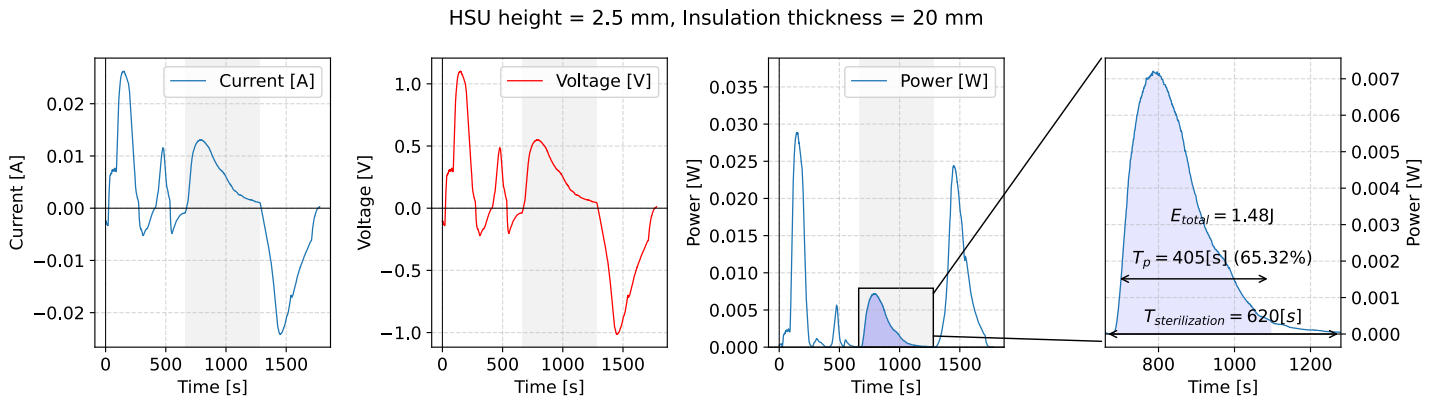 HSU height = 2.5 mm, Insulation thickness = 20 mm
Current [A]
0.02
0.01
0.00
−0.01
−0.02
Current [A]
0
500
1000
1500
Time [s]
Voltage [V]
1.0
0.5
0.0
−0.5
−1.0
Voltage [V]
0
500
1000
1500
Time [s]
Power [W]
0.035
0.030
0.025
0.020
0.015
0.010
0.005
0.000
Power [W]
0
500
1000
1500
Time [s]
E_total = 1.48J
T_p = 405[s] (65.32%)
T_sterilization = 620[s]
0.007
0.006
0.005
0.004
0.003
0.002
0.001
0.000
Power [W]
800
1000
1200
Time [s]